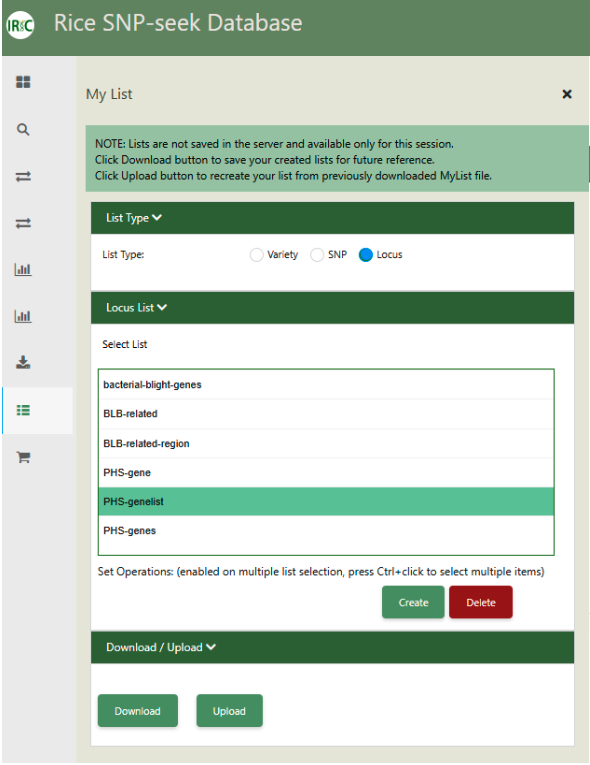 IRIC
Rice SNP-seek Database
My List
NOTE: Lists are not saved in the server and available only for this session.
Click Download button to save your created lists for future reference.
Click Upload button to recreate your list from previously downloaded MyList file.
List Type
List Type: Variety SNP Locus
Locus List
Select List
bacterial-blight-genes
BLB-related
BLB-related-region
PHS-gene
PHS-genelist
PHS-genes
Set Operations: (enabled on multiple list selection, press Ctrl+click to select multiple items)
Create Delete
Download / Upload
Download Upload